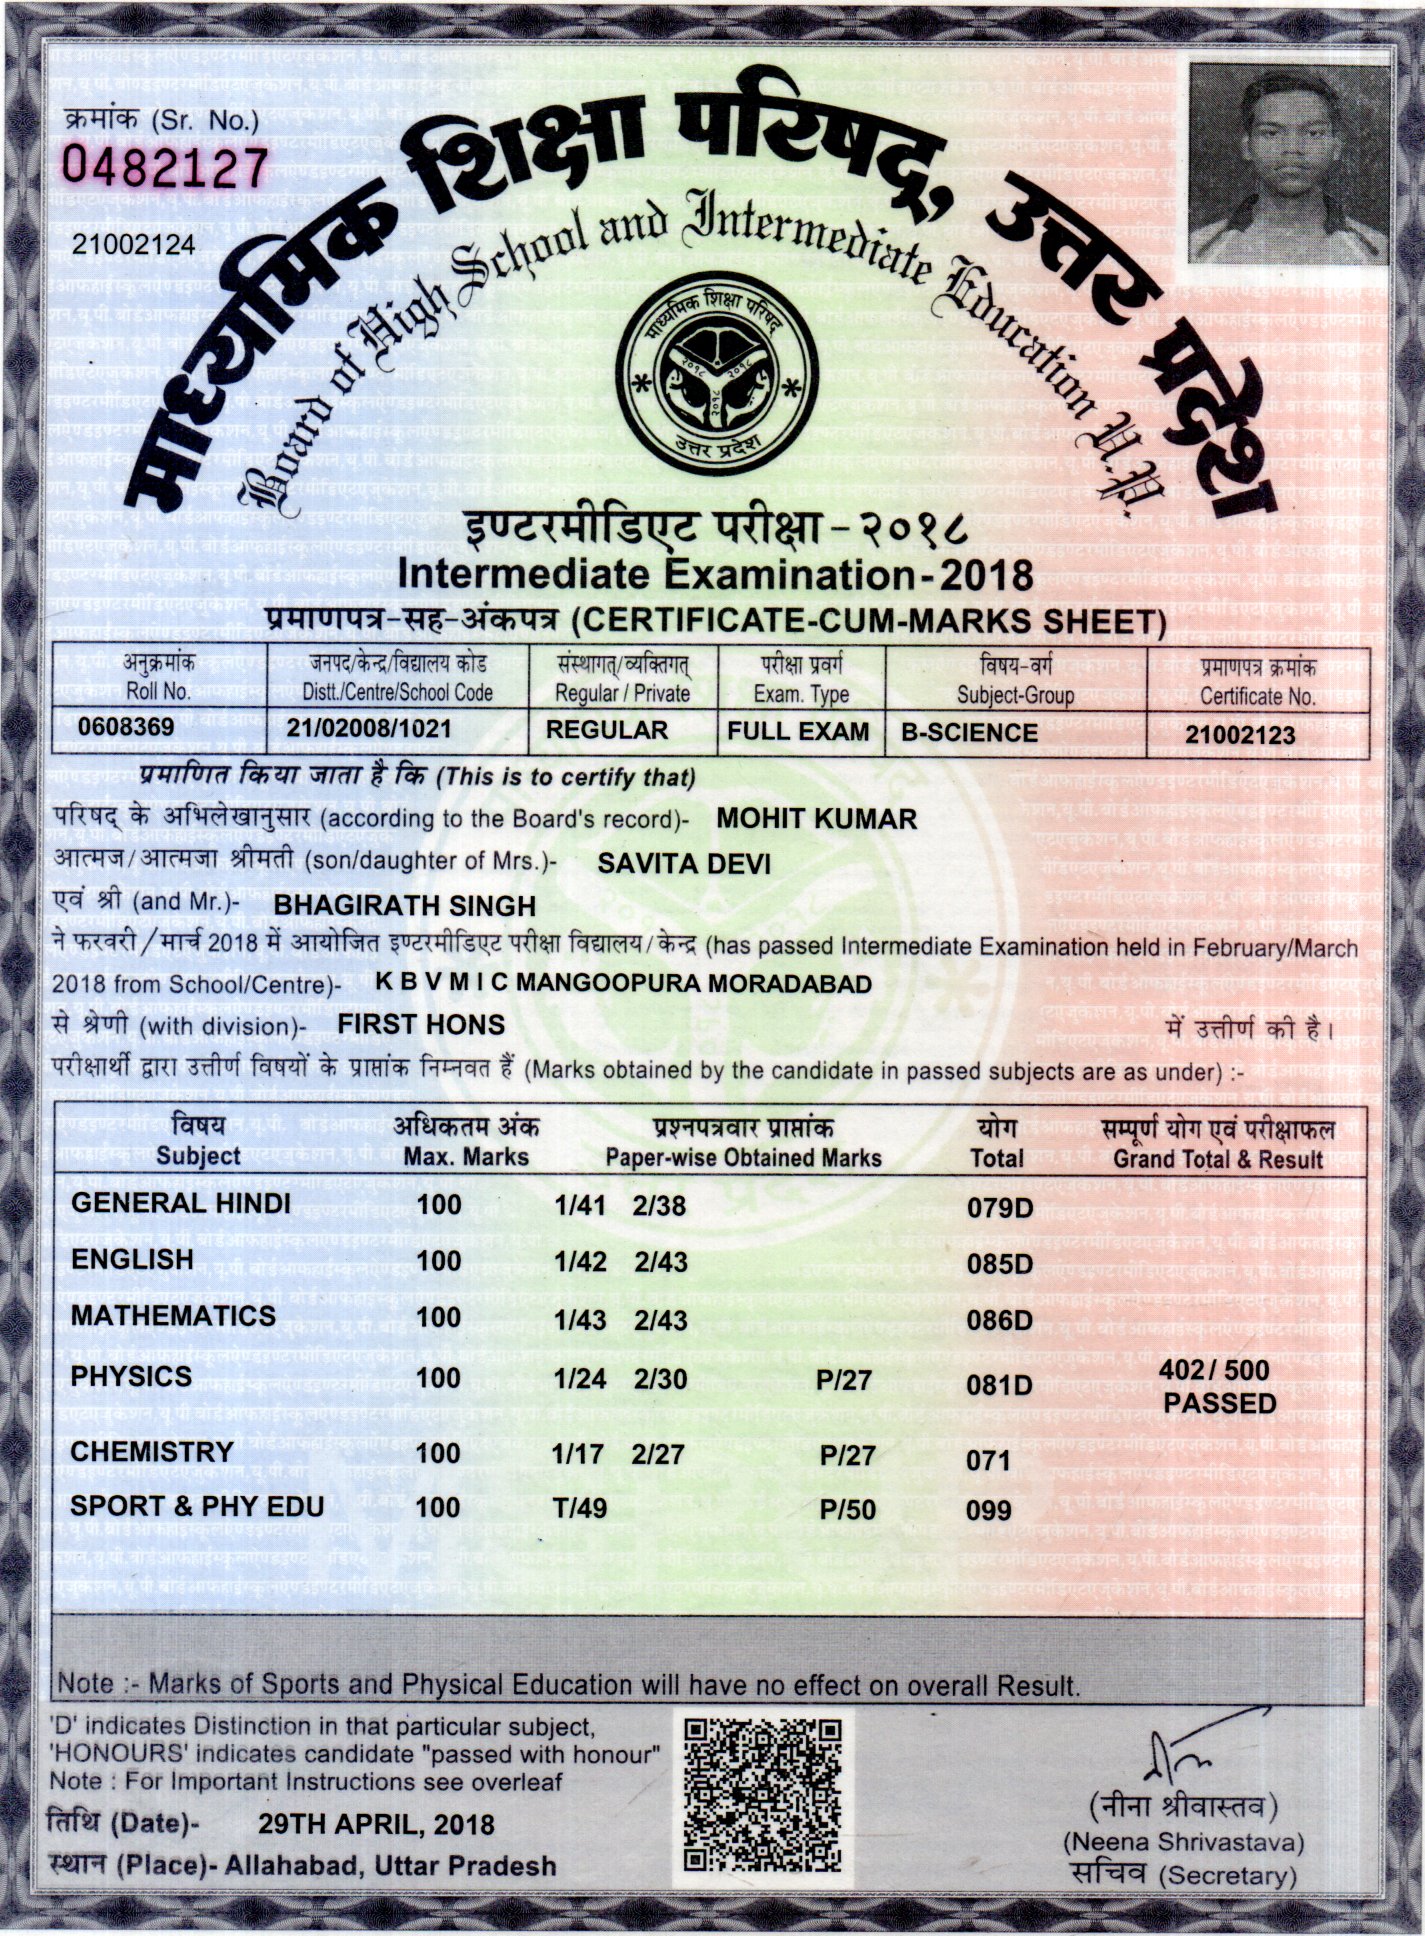 क्रमांक (Sr. No.)
0482127
21002124
माध्यमिक शिक्षा परिषद्, उत्तर प्रदेश
Board of High School and Intermediate Education U.P.
माध्यमिक शिक्षा परिषद्
२०१८ २०१८
२०१८
उत्तर प्रदेश
इण्टरमीडिएट परीक्षा - २०१८
Intermediate Examination - 2018
प्रमाणपत्र-सह-अंकपत्र (CERTIFICATE-CUM-MARKS SHEET)
अनुक्रमांक जनपद/केन्द्र/विद्यालय कोड संस्थागत/व्यक्तिगत परीक्षा प्रवर्ग विषय-वर्ग प्रमाणपत्र क्रमांक
Roll No. Distt./Centre/School Code Regular / Private Exam. Type Subject-Group Certificate No.
0608369 21/02008/1021 REGULAR FULL EXAM B-SCIENCE 21002123
प्रमाणित किया जाता है कि (This is to certify that)
परिषद् के अभिलेखानुसार (according to the Board's record)- MOHIT KUMAR
आत्मज/आत्मजा श्रीमती (son/daughter of Mrs.)- SAVITA DEVI
एवं श्री (and Mr.)- BHAGIRATH SINGH
ने फरवरी/मार्च 2018 में आयोजित इण्टरमीडिएट परीक्षा विद्यालय/केन्द्र (has passed Intermediate Examination held in February/March
2018 from School/Centre)- K B V M I C MANGOOPURA MORADABAD
से श्रेणी (with division)- FIRST HONS में उत्तीर्ण की है।
परीक्षार्थी द्वारा उत्तीर्ण विषयों के प्राप्तांक निम्नवत हैं (Marks obtained by the candidate in passed subjects are as under) :-
विषय अधिकतम अंक प्रश्नपत्रवार प्राप्तांक योग सम्पूर्ण योग एवं परीक्षाफल
Subject Max. Marks Paper-wise Obtained Marks Total Grand Total & Result
GENERAL HINDI 100 1/41 2/38 079D
ENGLISH 100 1/42 2/43 085D
MATHEMATICS 100 1/43 2/43 086D
PHYSICS 100 1/24 2/30 P/27 081D 402 / 500
PASSED
CHEMISTRY 100 1/17 2/27 P/27 071
SPORT & PHY EDU 100 T/49 P/50 099
Note :- Marks of Sports and Physical Education will have no effect on overall Result.
'D' indicates Distinction in that particular subject,
'HONOURS' indicates candidate "passed with honour"
Note : For Important Instructions see overleaf
तिथि (Date)- 29TH APRIL, 2018
स्थान (Place)- Allahabad, Uttar Pradesh
(नीना श्रीवास्तव)
(Neena Shrivastava)
सचिव (Secretary)